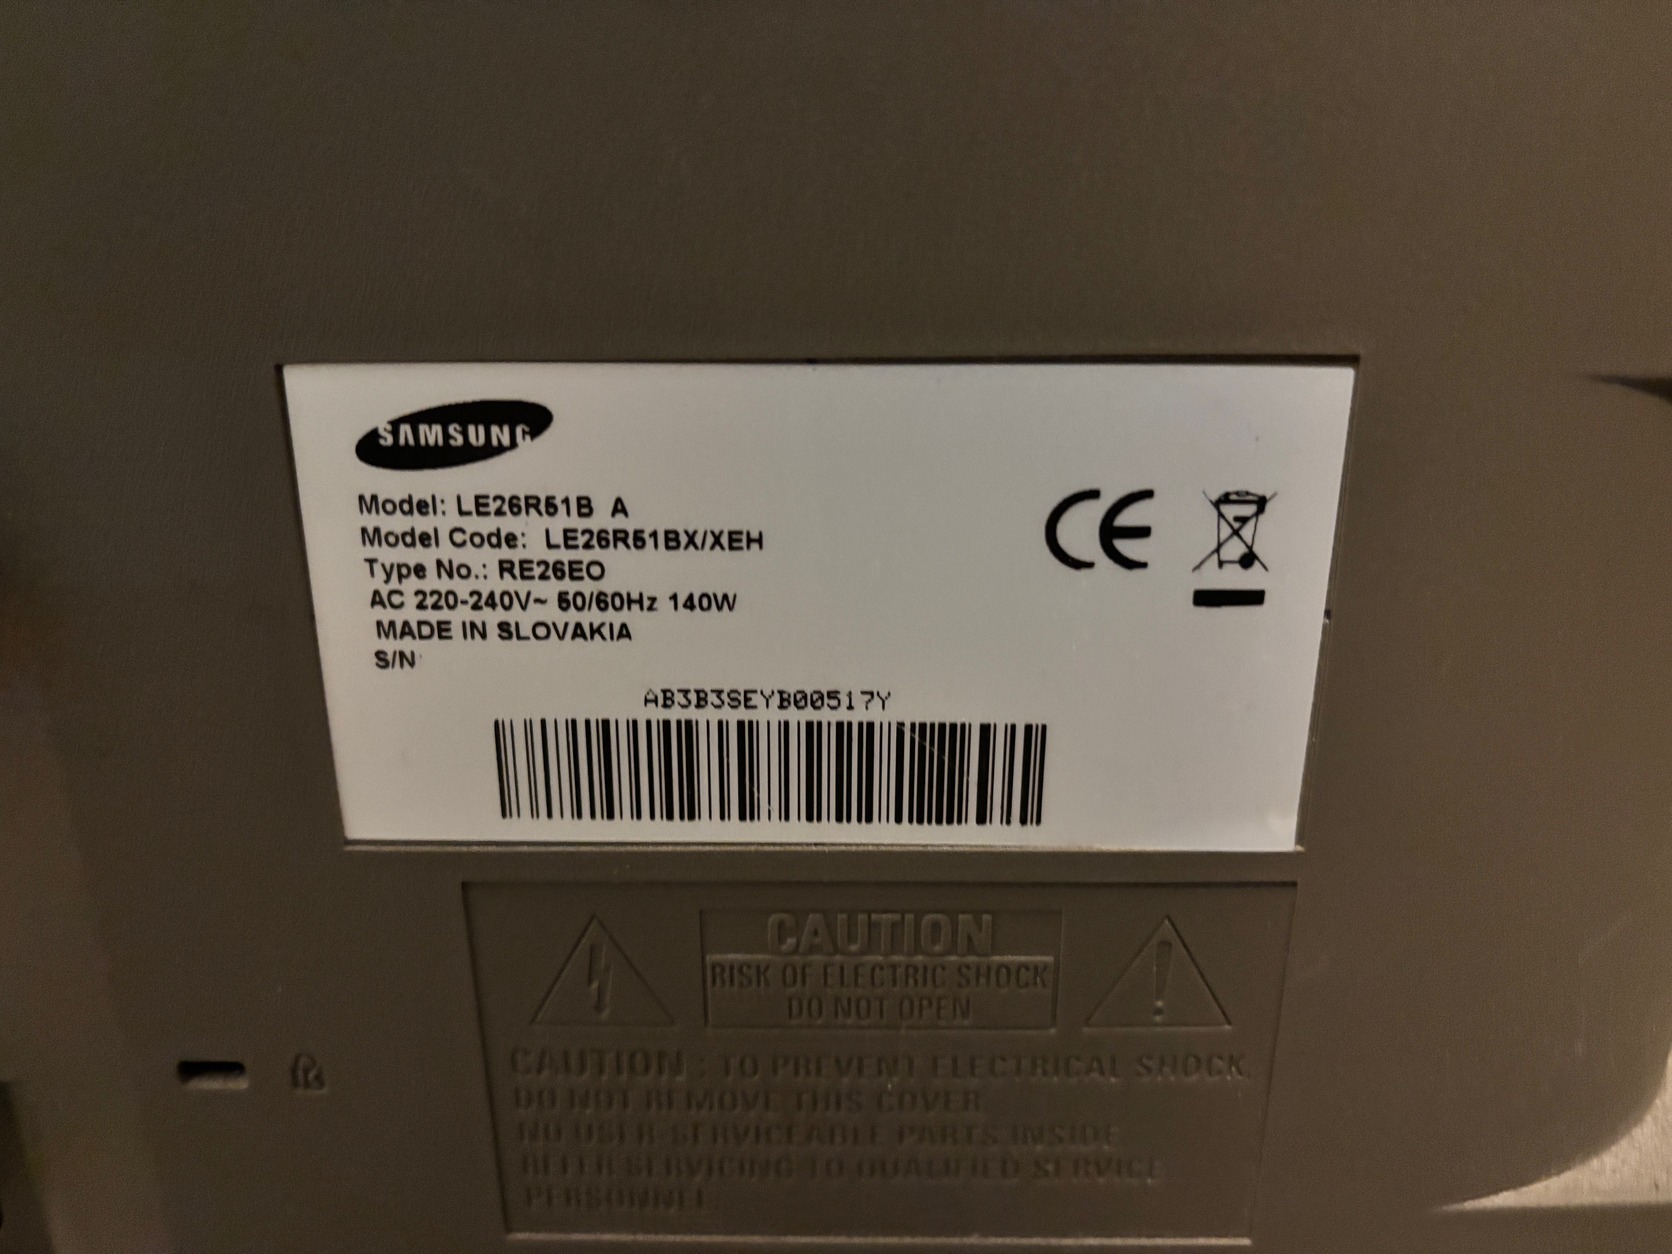 SAMSUNG
Model: LE26R51B A
Model Code: LE26R51BX/XEH
Type No.: RE26EO
AC 220-240V~ 50/60Hz 140W
MADE IN SLOVAKIA
S/N
AB3B3SEYB00517Y
CE
CAUTION
RISK OF ELECTRIC SHOCK
DO NOT OPEN
CAUTION : TO PREVENT ELECTRICAL SHOCK,
DO NOT REMOVE THIS COVER
NO USER SERVICEABLE PARTS INSIDE
REFER SERVICING TO QUALIFIED SERVICE
PERSONNEL